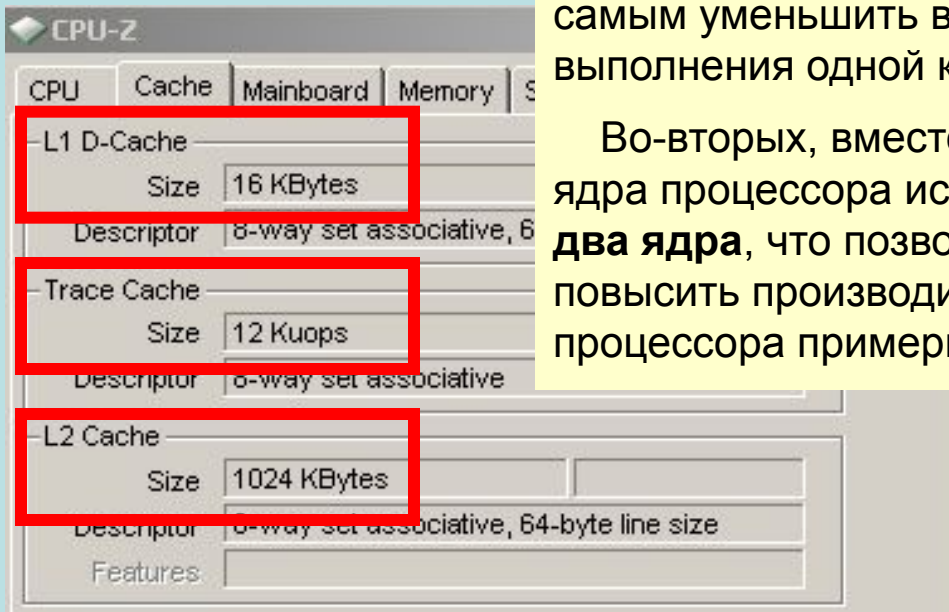 CPU-Z
CPU Cache Mainboard Memory
L1 D-Cache
Size 16 KBytes
Descriptor 8-way set associative, 6
Trace Cache
Size 12 Kuops
Descriptor 8-way set associative
L2 Cache
Size 1024 KBytes
Descriptor 8-way set associative, 64-byte line size
Features
самым уменьшить в
выполнения одной к
Во-вторых, вместо
ядра процессора ис
два ядра, что позво
повысить производи
процессора пример